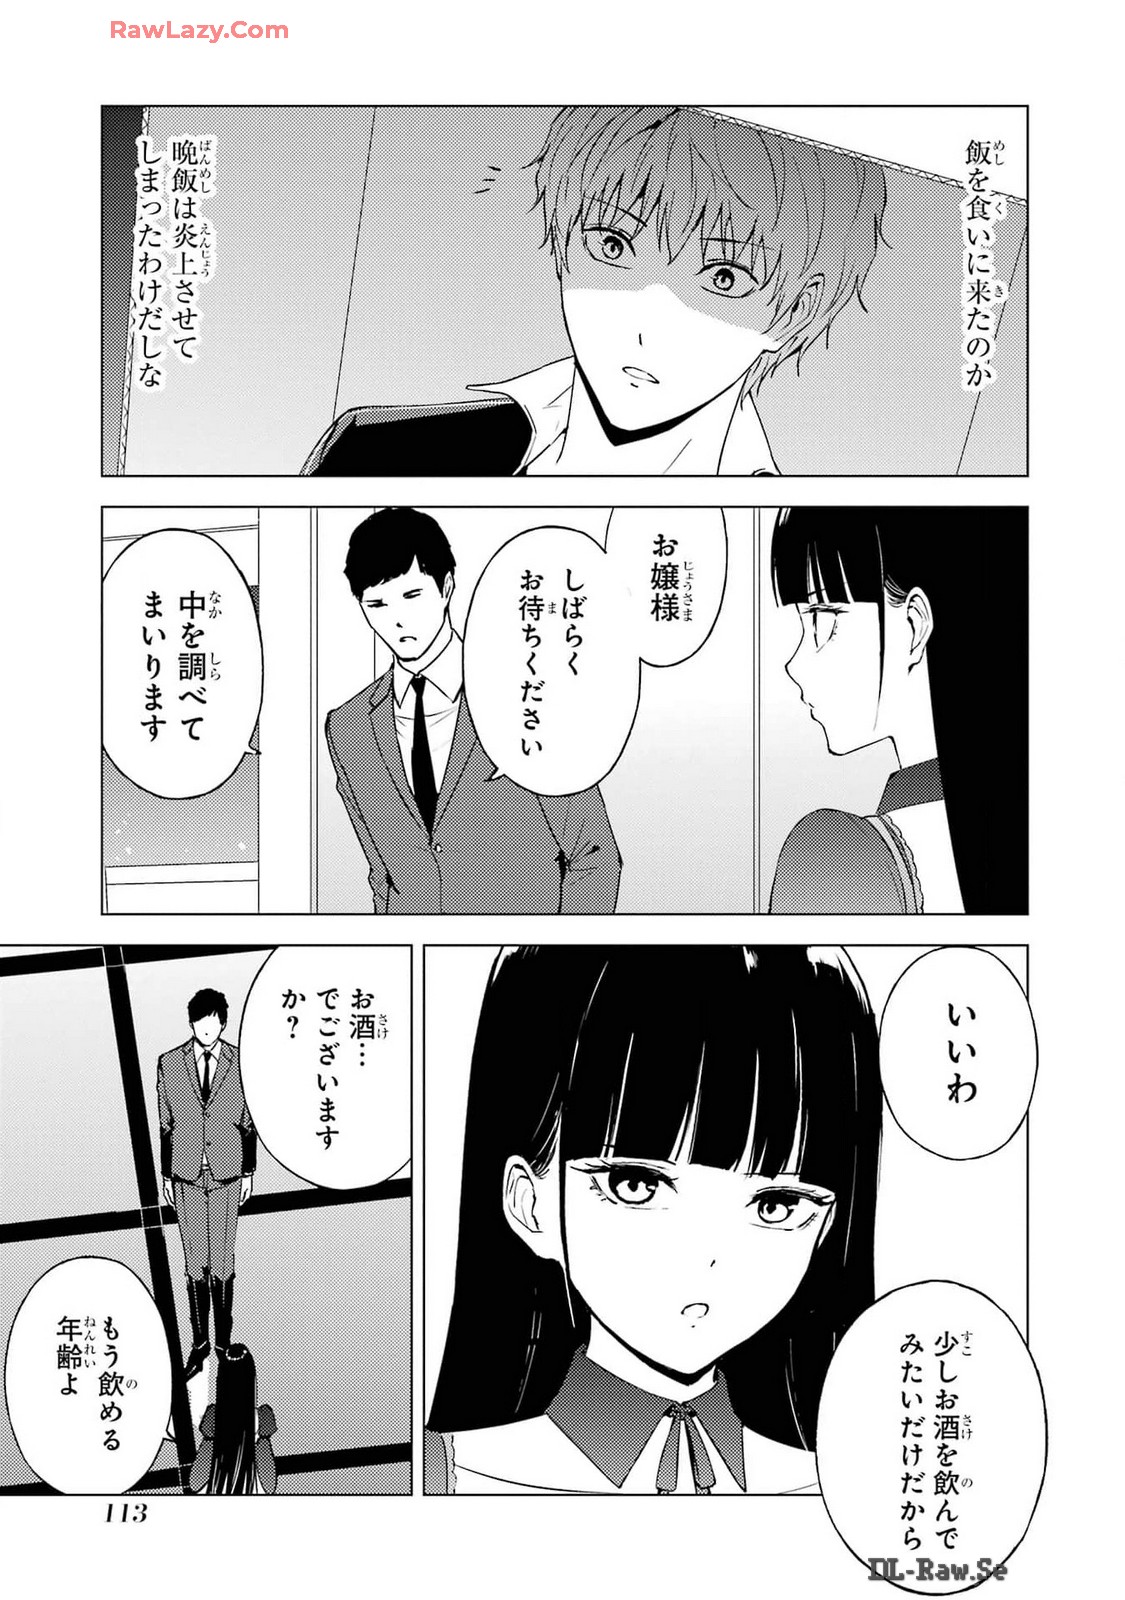 RawLazy.Com
飯を食いに来たのか
晩飯は炎上させて
しまったわけだしな
お嬢様
しばらく
お待ちください
中を調べて
まいります
いいわ
少しお酒を飲んで
みたいだけだから
お酒…
でございます
か？
もう飲める
年齢よ
113
DL-Raw.Se